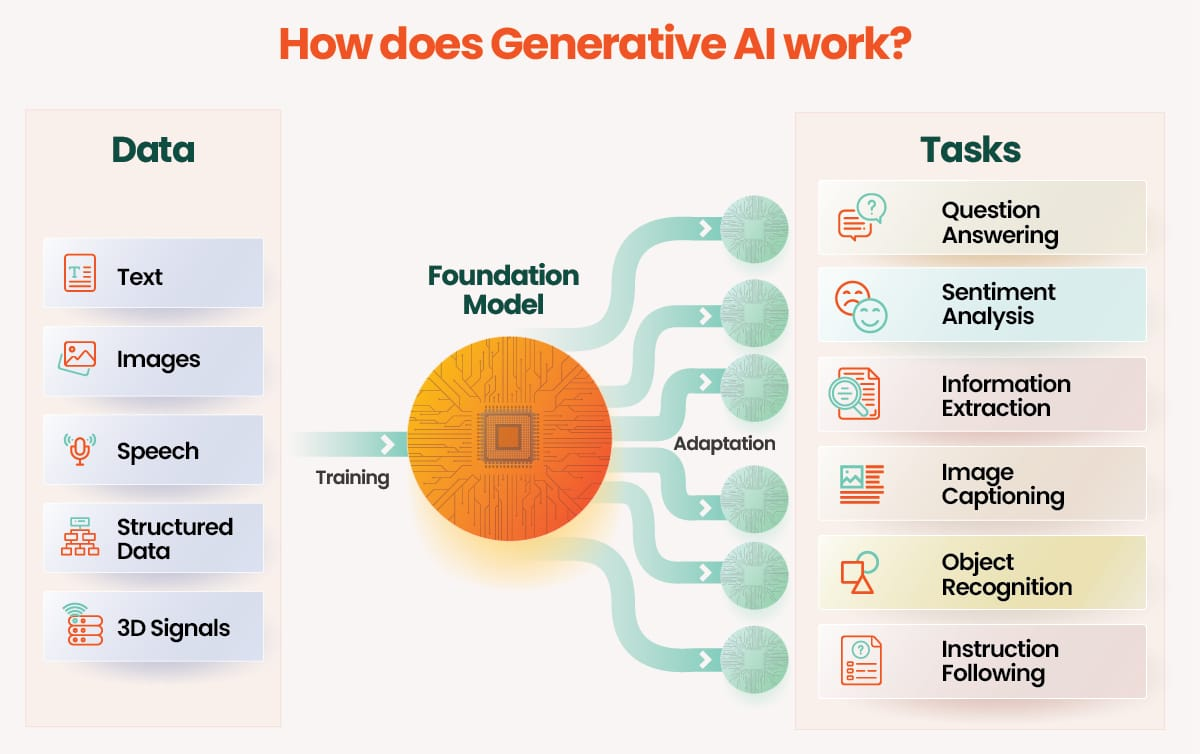 How does Generative AI work?
Data
Text
Images
Speech
Structured
Data
3D Signals
Training
Foundation
Model
Adaptation
Tasks
Question
Answering
Sentiment
Analysis
Information
Extraction
Image
Captioning
Object
Recognition
Instruction
Following